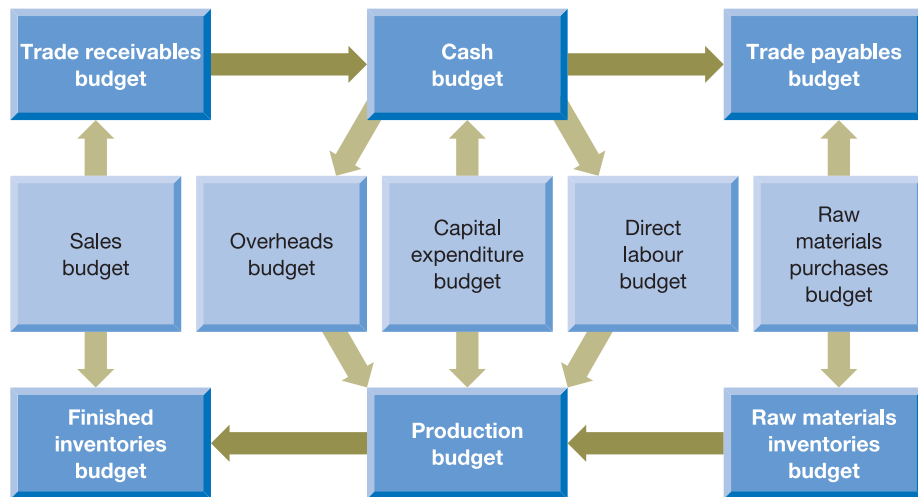 Trade receivables
budget
Cash
budget
Trade payables
budget
Sales
budget
Overheads
budget
Capital
expenditure
budget
Direct
labour
budget
Raw
materials
purchases
budget
Finished
inventories
budget
Production
budget
Raw materials
inventories
budget